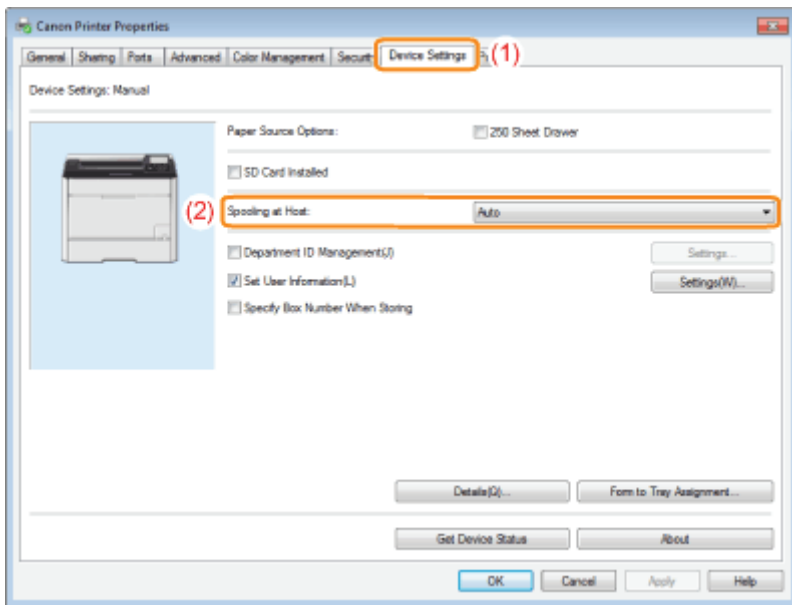 Canon Printer Properties
General Sharing Ports Advanced Color Management Security Device Settings (1)
Device Settings: Manual
Paper Source Options: 250 Sheet Drawer
SD Card Installed
(2) Spooling at Host: Auto
Department ID Management(J) Settings...
Set User Information(L) Settings(W)...
Specify Box Number When Storing
Details(Q)... Form to Tray Assignment...
Get Device Status About
OK Cancel Apply Help